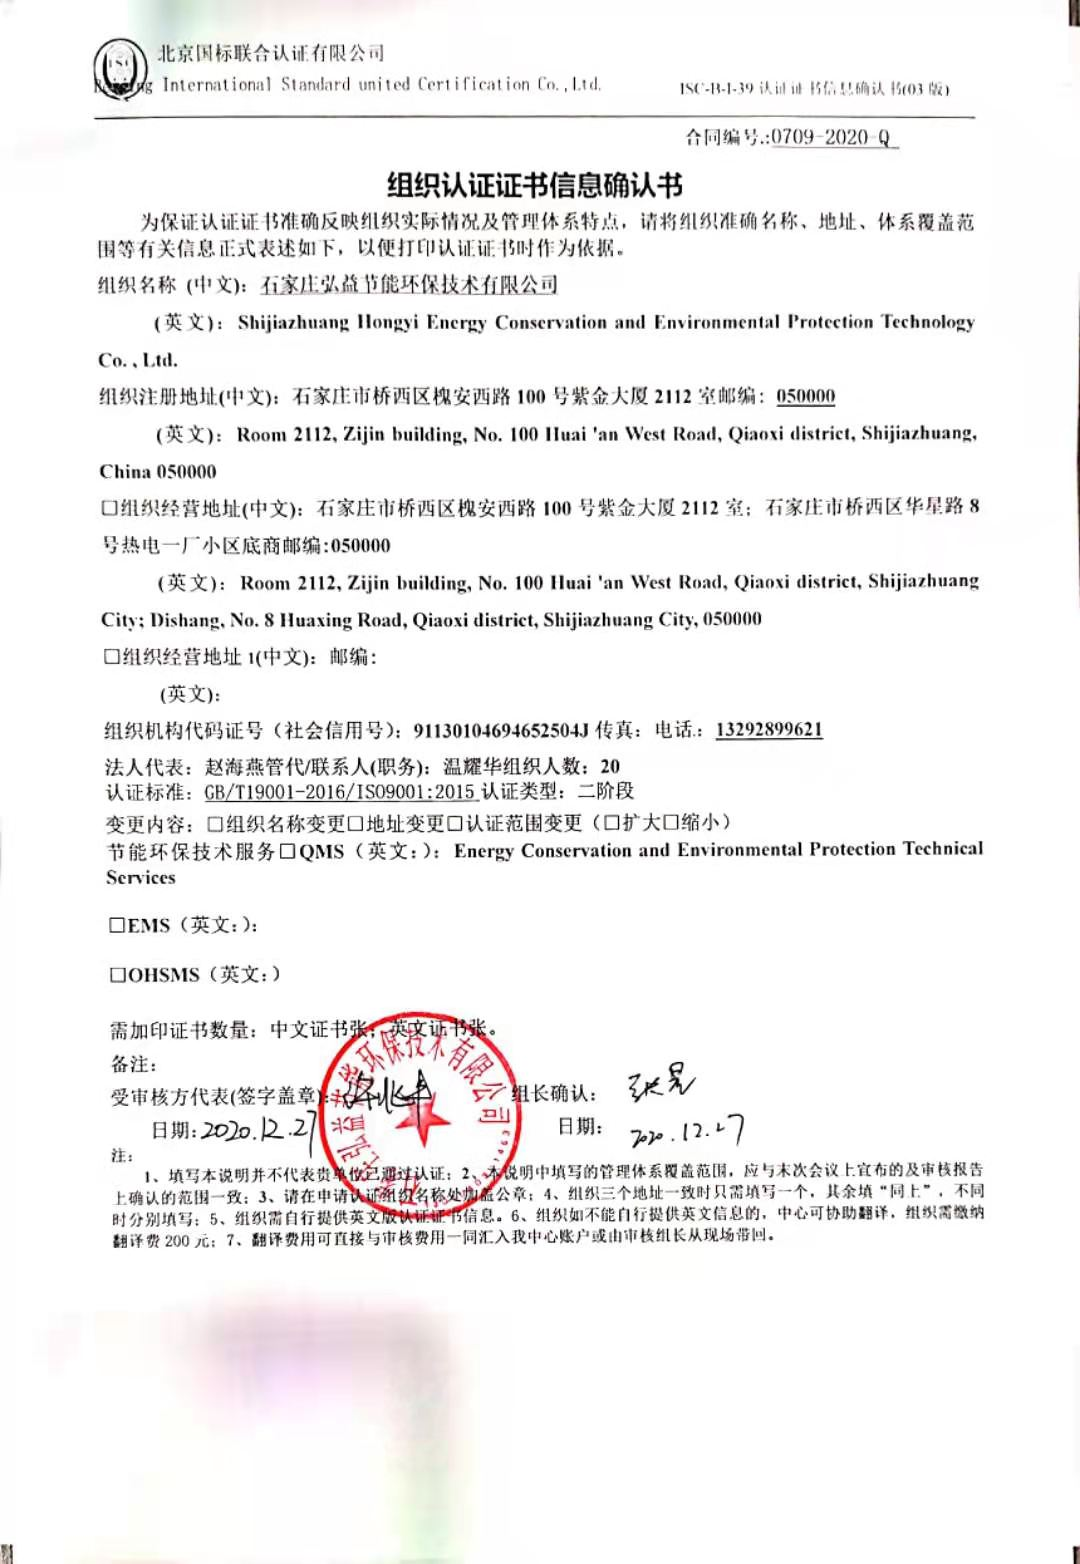 北京国标联合认证有限公司
Beijing International Standard united Certification Co.,Ltd.
ISC-B-I-39 认证证书信息确认书(03 版)
合同编号.:0709-2020-Q
组织认证证书信息确认书
为保证认证证书准确反映组织实际情况及管理体系特点，请将组织准确名称、地址、体系覆盖范
围等有关信息正式表述如下，以便打印认证证书时作为依据。
组织名称 (中文)：石家庄弘益节能环保技术有限公司
(英文)：Shijiazhuang Hongyi Energy Conservation and Environmental Protection Technology
Co. , Ltd.
组织注册地址(中文)：石家庄市桥西区槐安西路 100 号紫金大厦 2112 室邮编：050000
(英文)：Room 2112, Zijin building, No. 100 Huai 'an West Road, Qiaoxi district, Shijiazhuang,
China 050000
□组织经营地址(中文)：石家庄市桥西区槐安西路 100 号紫金大厦 2112 室；石家庄市桥西区华星路 8
号热电一厂小区底商邮编:050000
(英文)：Room 2112, Zijin building, No. 100 Huai 'an West Road, Qiaoxi district, Shijiazhuang
City; Dishang, No. 8 Huaxing Road, Qiaoxi district, Shijiazhuang City, 050000
□组织经营地址 1(中文)：邮编：
(英文)：
组织机构代码证号（社会信用号）：91130104694652504J 传真：电话.：13292899621
法人代表：赵海燕管代/联系人(职务)：温耀华组织人数：20
认证标准：GB/T19001-2016/ISO9001:2015 认证类型：二阶段
变更内容：□组织名称变更□地址变更□认证范围变更（□扩大□缩小）
节能环保技术服务□QMS（英文：）：Energy Conservation and Environmental Protection Technical
Services
□EMS（英文：）：
□OHSMS（英文：）
需加印证书数量：中文证书张；英文证书张。
备注：
受审核方代表(签字盖章)： 组长确认：
日期：2020.12.27 日期：2020.12.27
注：
1、填写本说明并不代表贵单位已通过认证；2、本说明中填写的管理体系覆盖范围，应与末次会议上宣布的及审核报告
上确认的范围一致；3、请在申请认证组织名称处加盖公章；4、组织三个地址一致时只需填写一个，其余填“同上”，不同
时分别填写；5、组织需自行提供英文版认证证书信息。6、组织如不能自行提供英文信息的，中心可协助翻译，组织需缴纳
翻译费 200 元；7、翻译费用可直接与审核费用一同汇入我中心账户或由审核组长从现场带回。